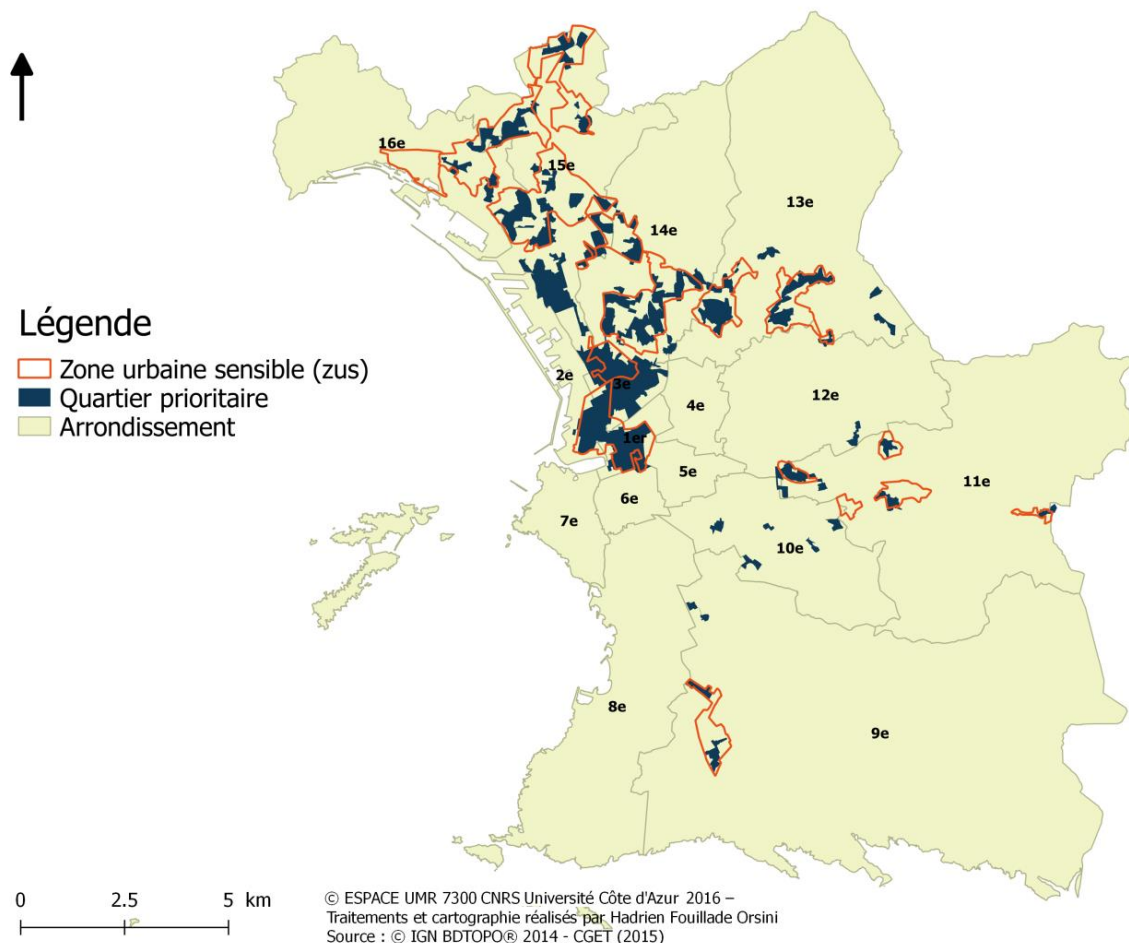 16e
15e
13e
14e
Légende
Zone urbaine sensible (zus)
Quartier prioritaire
Arrondissement
2e
3e
4e
12e
1er
5e
6e
7e
11e
10e
8e
9e
0 2.5 5 km
© ESPACE UMR 7300 CNRS Université Côte d'Azur 2016 –
Traitements et cartographie réalisés par Hadrien Fouillade Orsini
Source : © IGN BDTOPO® 2014 - CGET (2015)